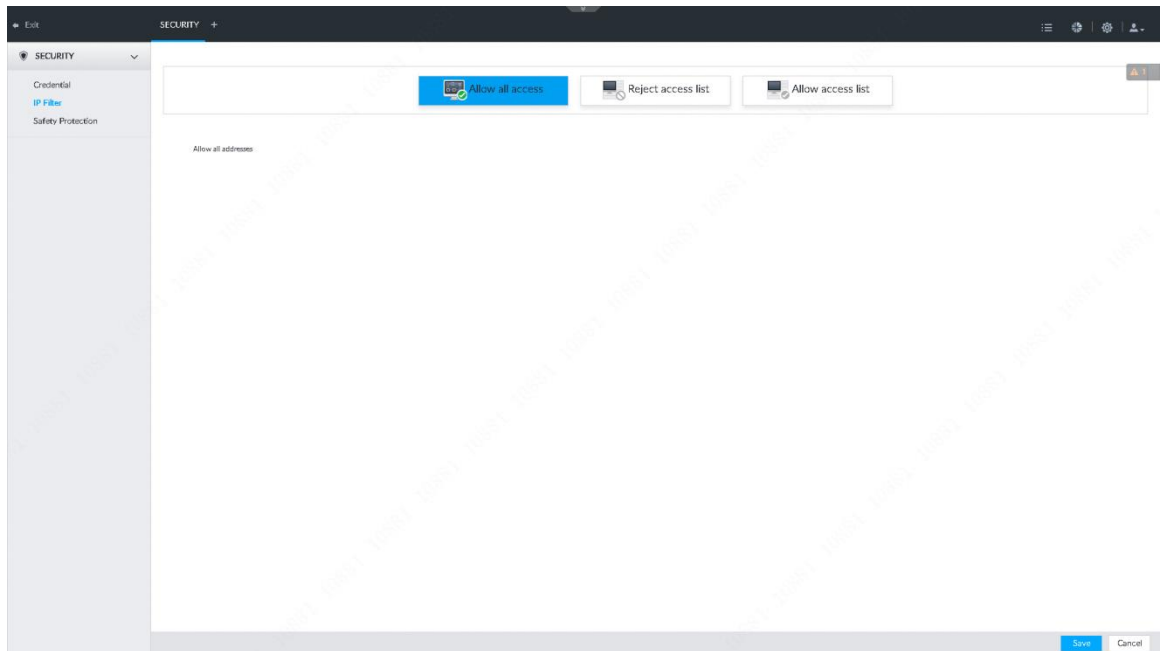 Exit
SECURITY +
SECURITY
Credential
IP Filter
Safety Protection
Allow all access
Reject access list
Allow access list
1
Allow all addresses
Save
Cancel